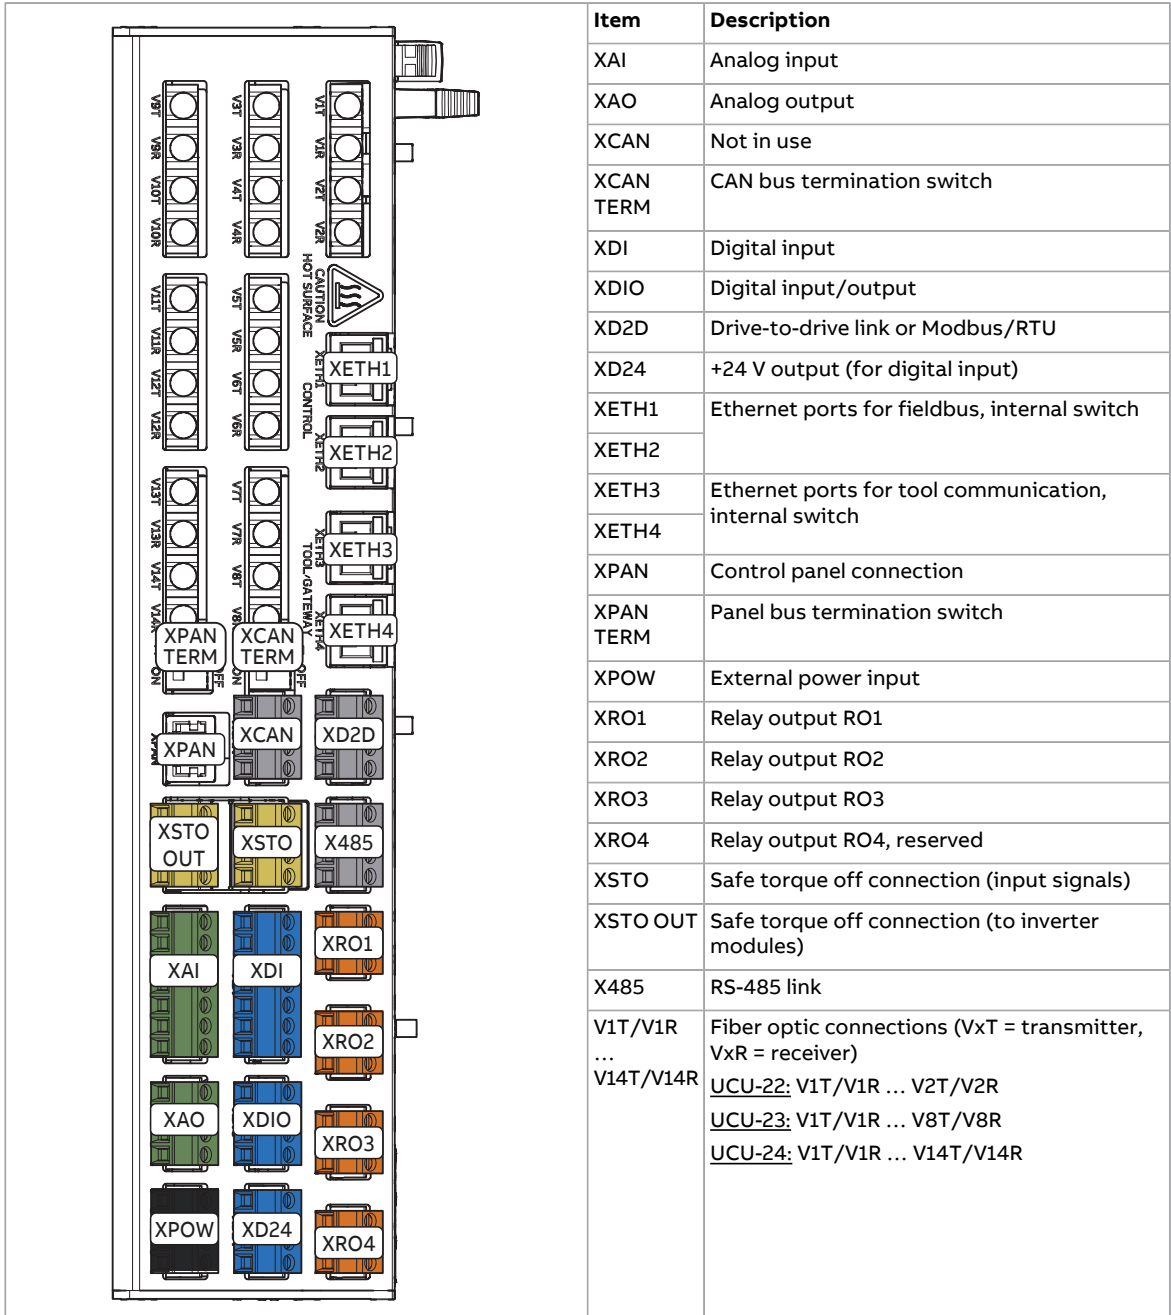 V9T
V9R
V10T
V10R
V3T
V3R
V4T
V4R
V1T
V1R
V2T
V2R
CAUTION
HOT SURFACE
V11T
V11R
V12T
V12R
V5T
V5R
V6T
V6R
XETH1
XETH1
CONTROL
XETH2
XETH2
V13T
V13R
V14T
V7T
V7R
V8T
XETH3
XETH3
TOOL/GATEWAY
XETH4
XETH4
XPAN
TERM
XCAN
TERM
ON
OFF
ON
OFF
XPAN
XCAN
XD2D
XSTO
OUT
XSTO
X485
XAI
XDI
XRO1
XRO2
XAO
XDIO
XRO3
XPOW
XD24
XRO4
Item Description
XAI Analog input
XAO Analog output
XCAN Not in use
XCAN CAN bus termination switch
TERM
XDI Digital input
XDIO Digital input/output
XD2D Drive-to-drive link or Modbus/RTU
XD24 +24 V output (for digital input)
XETH1 Ethernet ports for fieldbus, internal switch
XETH2
XETH3 Ethernet ports for tool communication,
internal switch
XETH4
XPAN Control panel connection
XPAN Panel bus termination switch
TERM
XPOW External power input
XRO1 Relay output RO1
XRO2 Relay output RO2
XRO3 Relay output RO3
XRO4 Relay output RO4, reserved
XSTO Safe torque off connection (input signals)
XSTO OUT Safe torque off connection (to inverter
modules)
X485 RS-485 link
V1T/V1R Fiber optic connections (VxT = transmitter,
… VxR = receiver)
V14T/V14R UCU-22: V1T/V1R … V2T/V2R
UCU-23: V1T/V1R … V8T/V8R
UCU-24: V1T/V1R … V14T/V14R